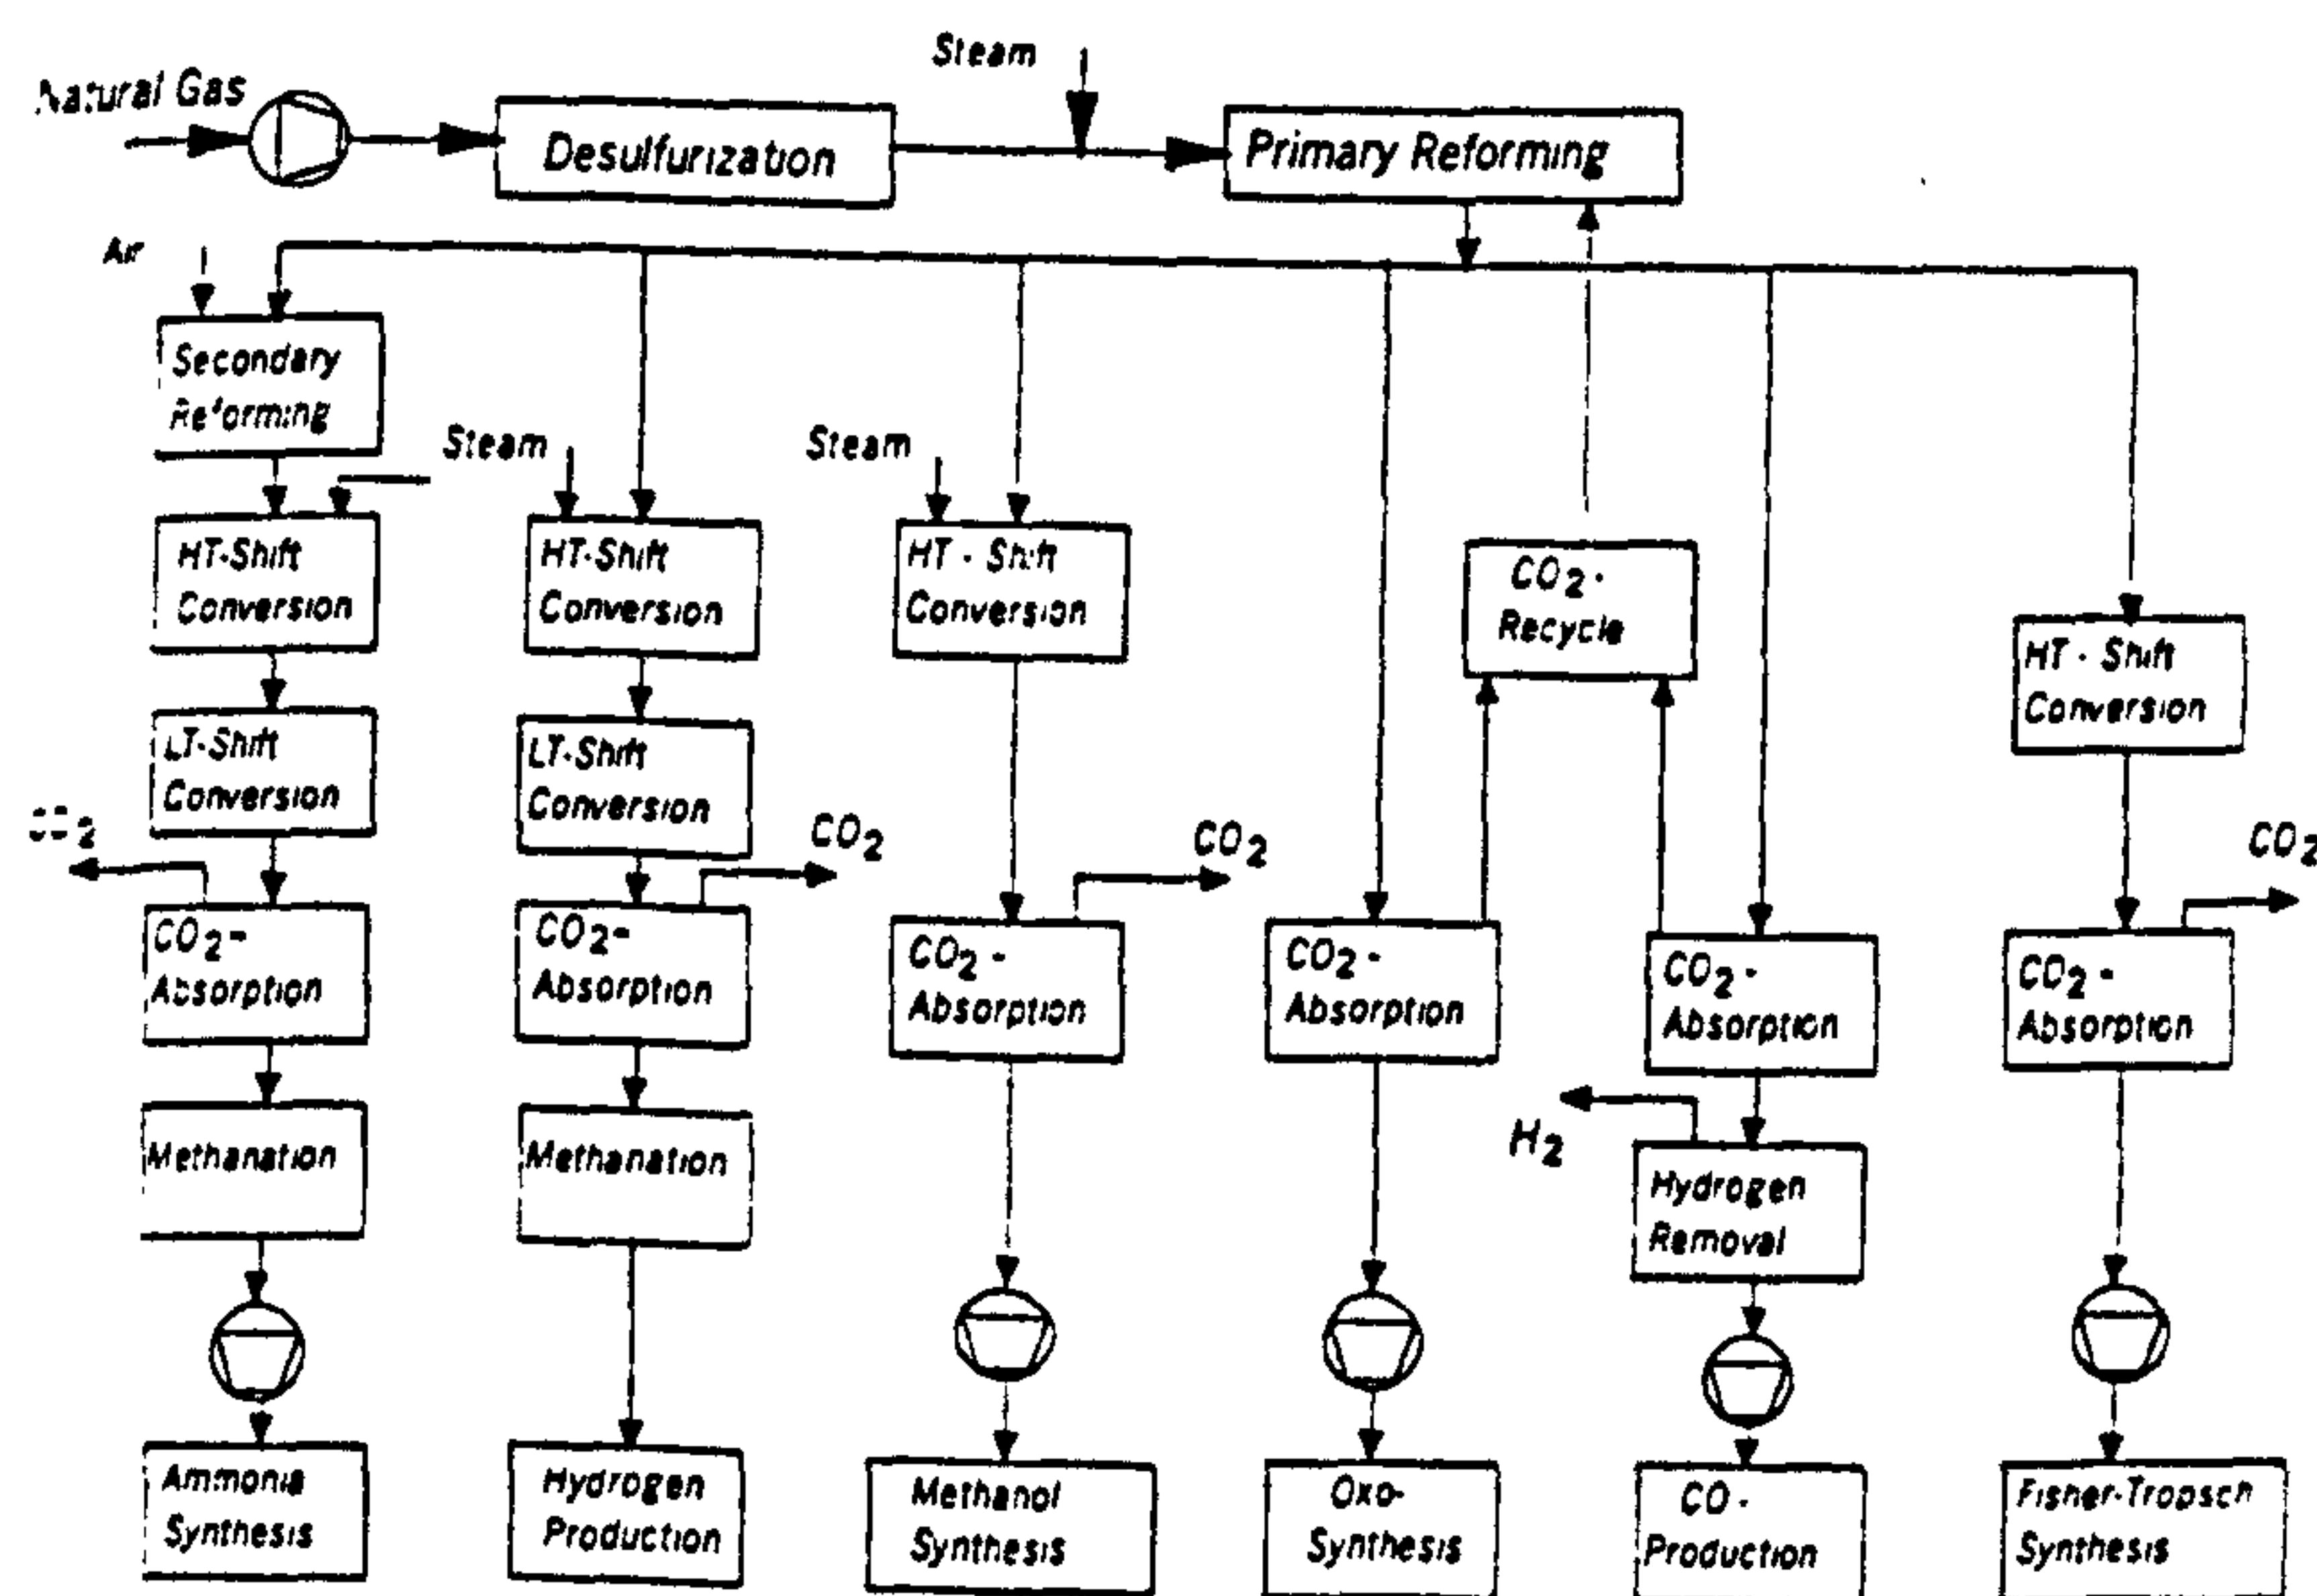 Steam
Natural Gas
Desulfurization
Primary Reforming
Air
Secondary
Reforming
Steam
Steam
HT-Shift
Conversion
HT-Shift
Conversion
HT - Shift
Conversion
CO2 -
Recycle
HT - Shift
Conversion
LT-Shift
Conversion
LT-Shift
Conversion
CO2
CO2
CO2
CO2
CO2-
Absorption
CO2-
Absorption
CO2 -
Absorption
CO2 -
Absorption
CO2 -
Absorption
CO2 -
Absorption
Methanation
Methanation
H2
Hydrogen
Removal
Ammonia
Synthesis
Hydrogen
Production
Methanol
Synthesis
Oxo-
Synthesis
CO -
Production
Fisher-Tropsch
Synthesis